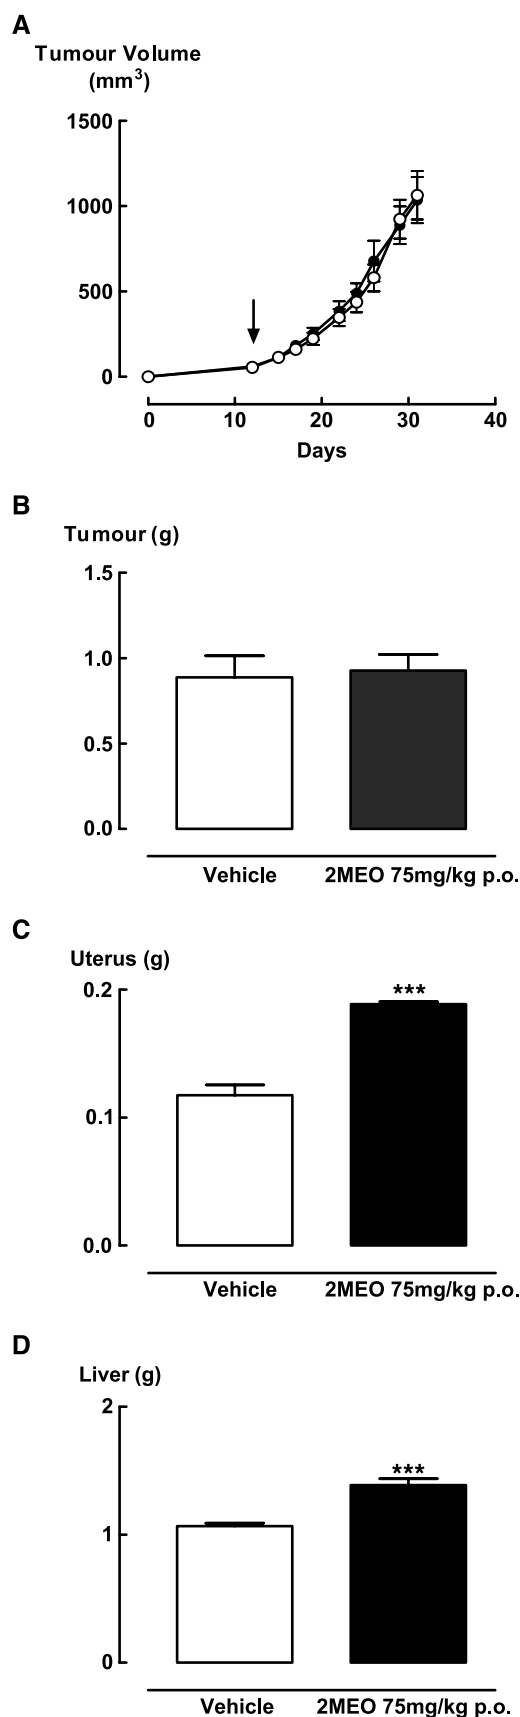 A
Tumour Volume
(mm³)
1500
1000
500
0
0 10 20 30 40
Days
B
Tumour (g)
1.5
1.0
0.5
0.0
Vehicle 2MEO 75mg/kg p.o.
C
Uterus (g)
0.2
***
0.1
0.0
Vehicle 2MEO 75mg/kg p.o.
D
Liver (g)
2
***
1
0
Vehicle 2MEO 75mg/kg p.o.